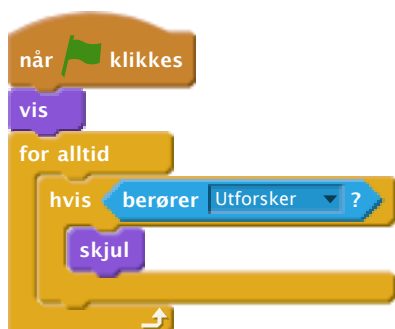 når klikkes
vis
for alltid
hvis berører Utforsker ?
skjul